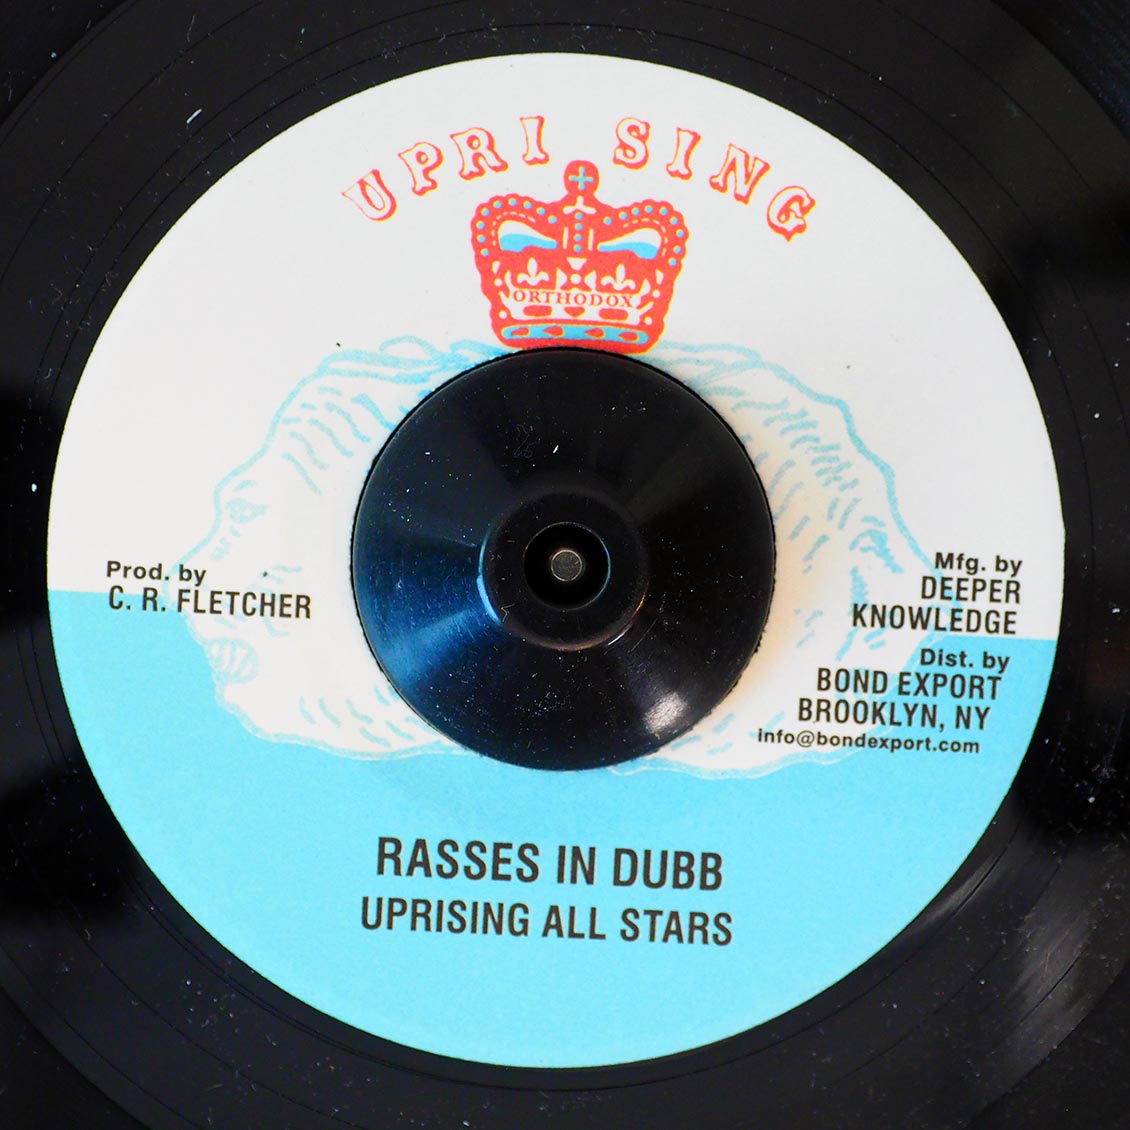 UPRI SING
ORTHODOX
Prod. by
C. R. FLETCHER
Mfg. by
DEEPER
KNOWLEDGE
Dist. by
BOND EXPORT
BROOKLYN, NY
info@bondexport.com
RASSES IN DUBB
UPRISING ALL STARS